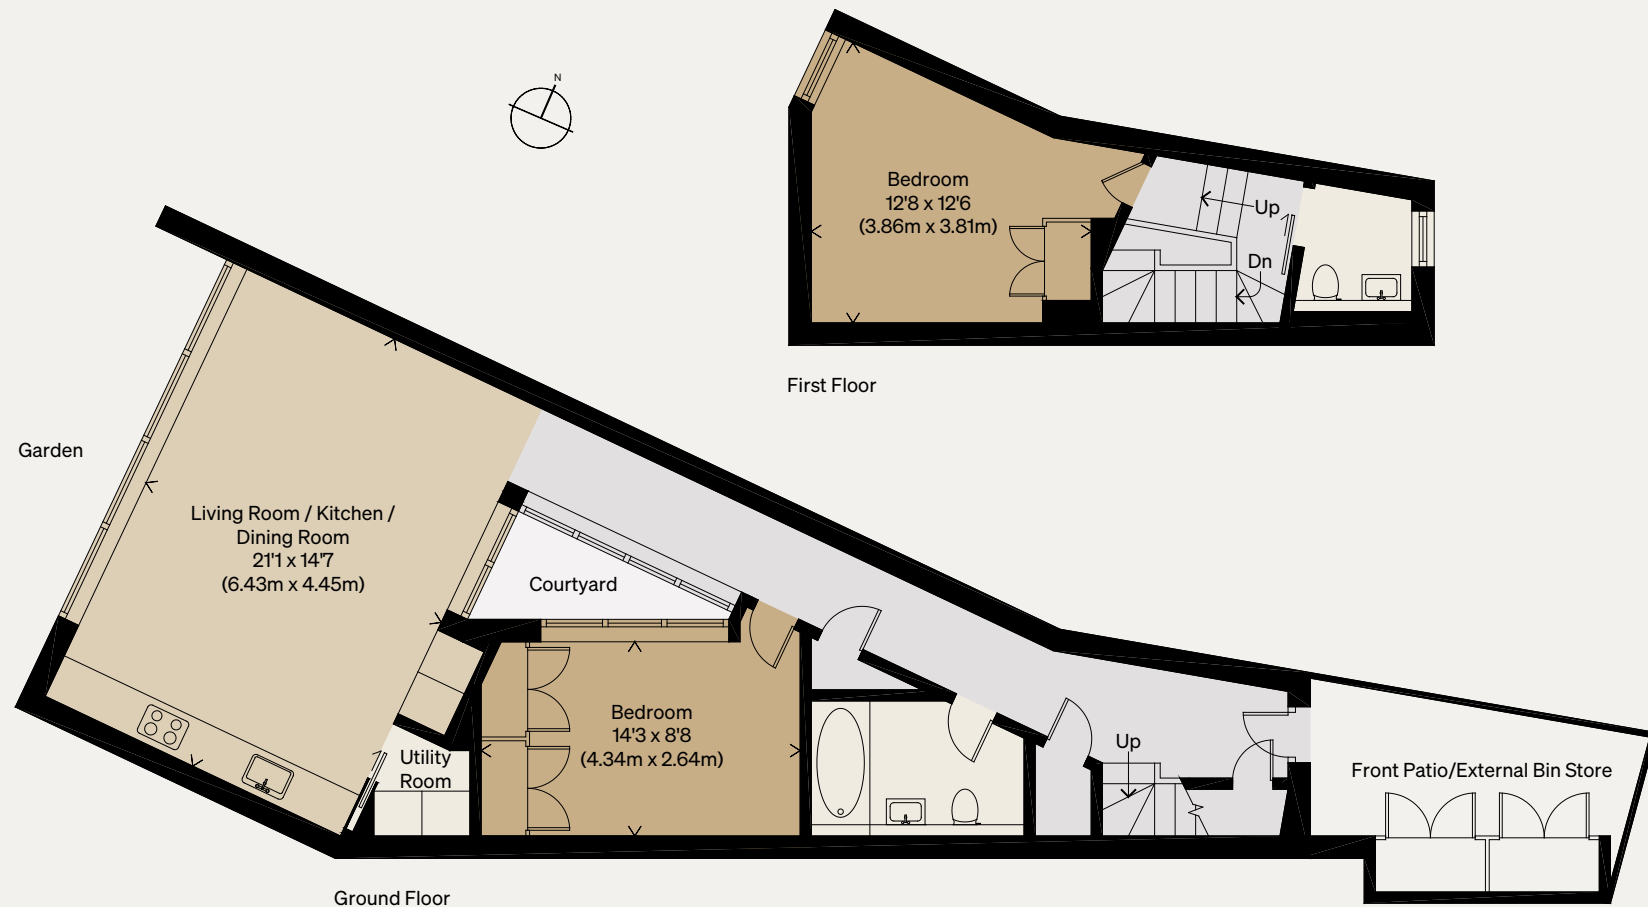 N
Bedroom
12'8 x 12'6
(3.86m x 3.81m)
Up
Dn
First Floor
Garden
Living Room / Kitchen /
Dining Room
21'1 x 14'7
(6.43m x 4.45m)
Courtyard
Bedroom
14'3 x 8'8
(4.34m x 2.64m)
Utility
Room
Up
Front Patio/External Bin Store
Ground Floor